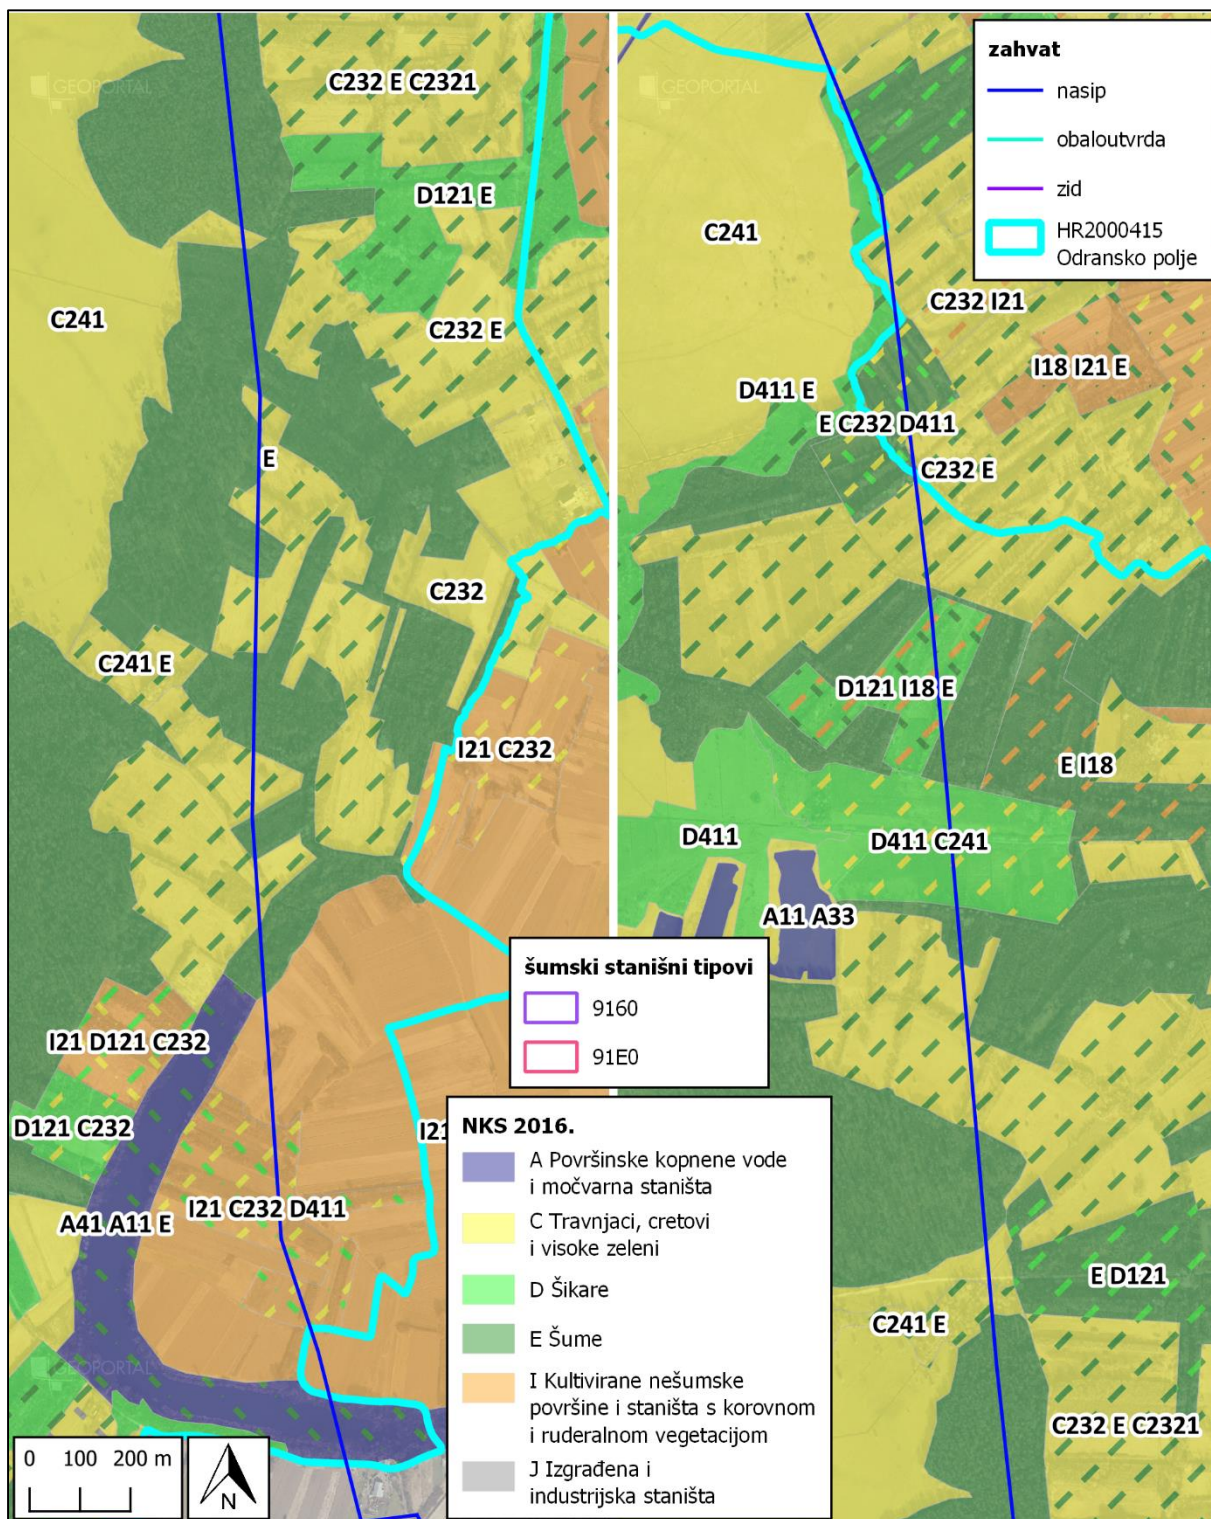 GEOPORTAL
C232 E C2321
D121 E
C241
C232 E
E
C232
C241 E
I21 C232
I21 D121 C232
D121 C232
I21
I21 C232 D411
A41 A11 E
GEOPORTAL
0 100 200 m
N
GEOPORTAL
C241
C232 I21
I18 I21 E
D411 E
E C232 D411
C232 E
D121 I18 E
E I18
D411
D411 C241
A11 A33
E D121
C241 E
C232 E C2321
zahvat
nasip
obaloutvrda
zid
HR2000415
Odransko polje
šumski stanišni tipovi
9160
91E0
NKS 2016.
A Površinske kopnene vode
i močvarna staništa
C Travnjaci, cretovi
i visoke zeleni
D Šikare
E Šume
I Kultivirane nešumske
površine i staništa s korovnom
i ruderalnom vegetacijom
J Izgrađena i
industrijska staništa